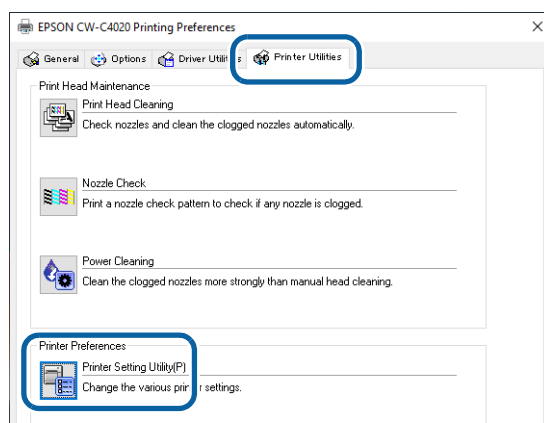 EPSON CW-C4020 Printing Preferences
General Options Driver Utilities Printer Utilities
Print Head Maintenance
Print Head Cleaning
Check nozzles and clean the clogged nozzles automatically.
Nozzle Check
Print a nozzle check pattern to check if any nozzle is clogged.
Power Cleaning
Clean the clogged nozzles more strongly than manual head cleaning.
Printer Preferences
Printer Setting Utility(P)
Change the various printer settings.